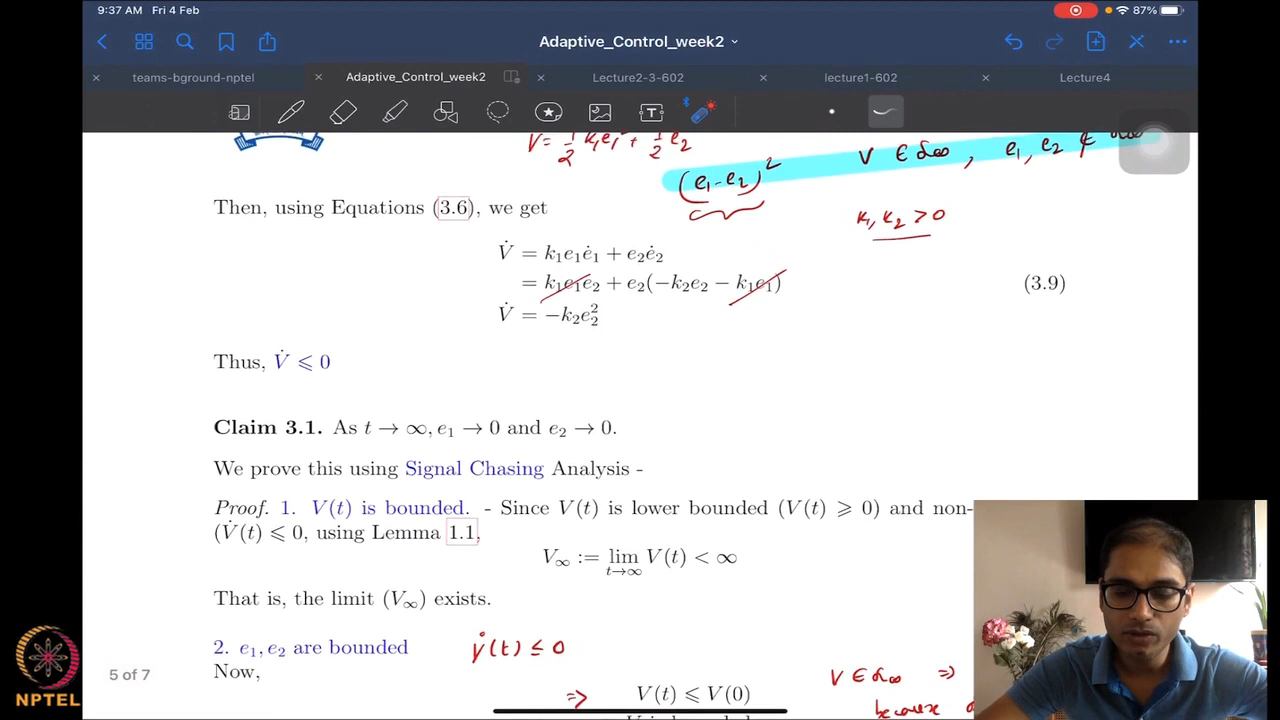 9:37 AM Fri 4 Feb
87%
Adaptive_Control_week2
teams-bground-nptel
Adaptive_Control_week2
Lecture2-3-602
lecture1-602
Lecture4
V = 1/2 k₁e₁² + 1/2 e₂
V ∈ L∞ , e₁, e₂ ∉ L∞
(e₁ - e₂)²
Then, using Equations (3.6), we get
k₁, k₂ > 0
V̇ = k₁e₁ė₁ + e₂ė₂
= k₁e₁e₂ + e₂(−k₂e₂ − k₁e₁)
(3.9)
V̇ = −k₂e₂²
Thus, V̇ ⩽ 0
Claim 3.1. As t → ∞, e₁ → 0 and e₂ → 0.
We prove this using Signal Chasing Analysis -
Proof. 1. V(t) is bounded. - Since V(t) is lower bounded (V(t) ⩾ 0) and non-
(V̇(t) ⩽ 0, using Lemma 1.1,
V∞ := lim t→∞ V(t) < ∞
That is, the limit (V∞) exists.
2. e₁, e₂ are bounded
V̇(t) ≤ 0
Now,
V ∈ L∞ ⇒
⇒ V(t) ⩽ V(0)
because
5 of 7
NPTEL